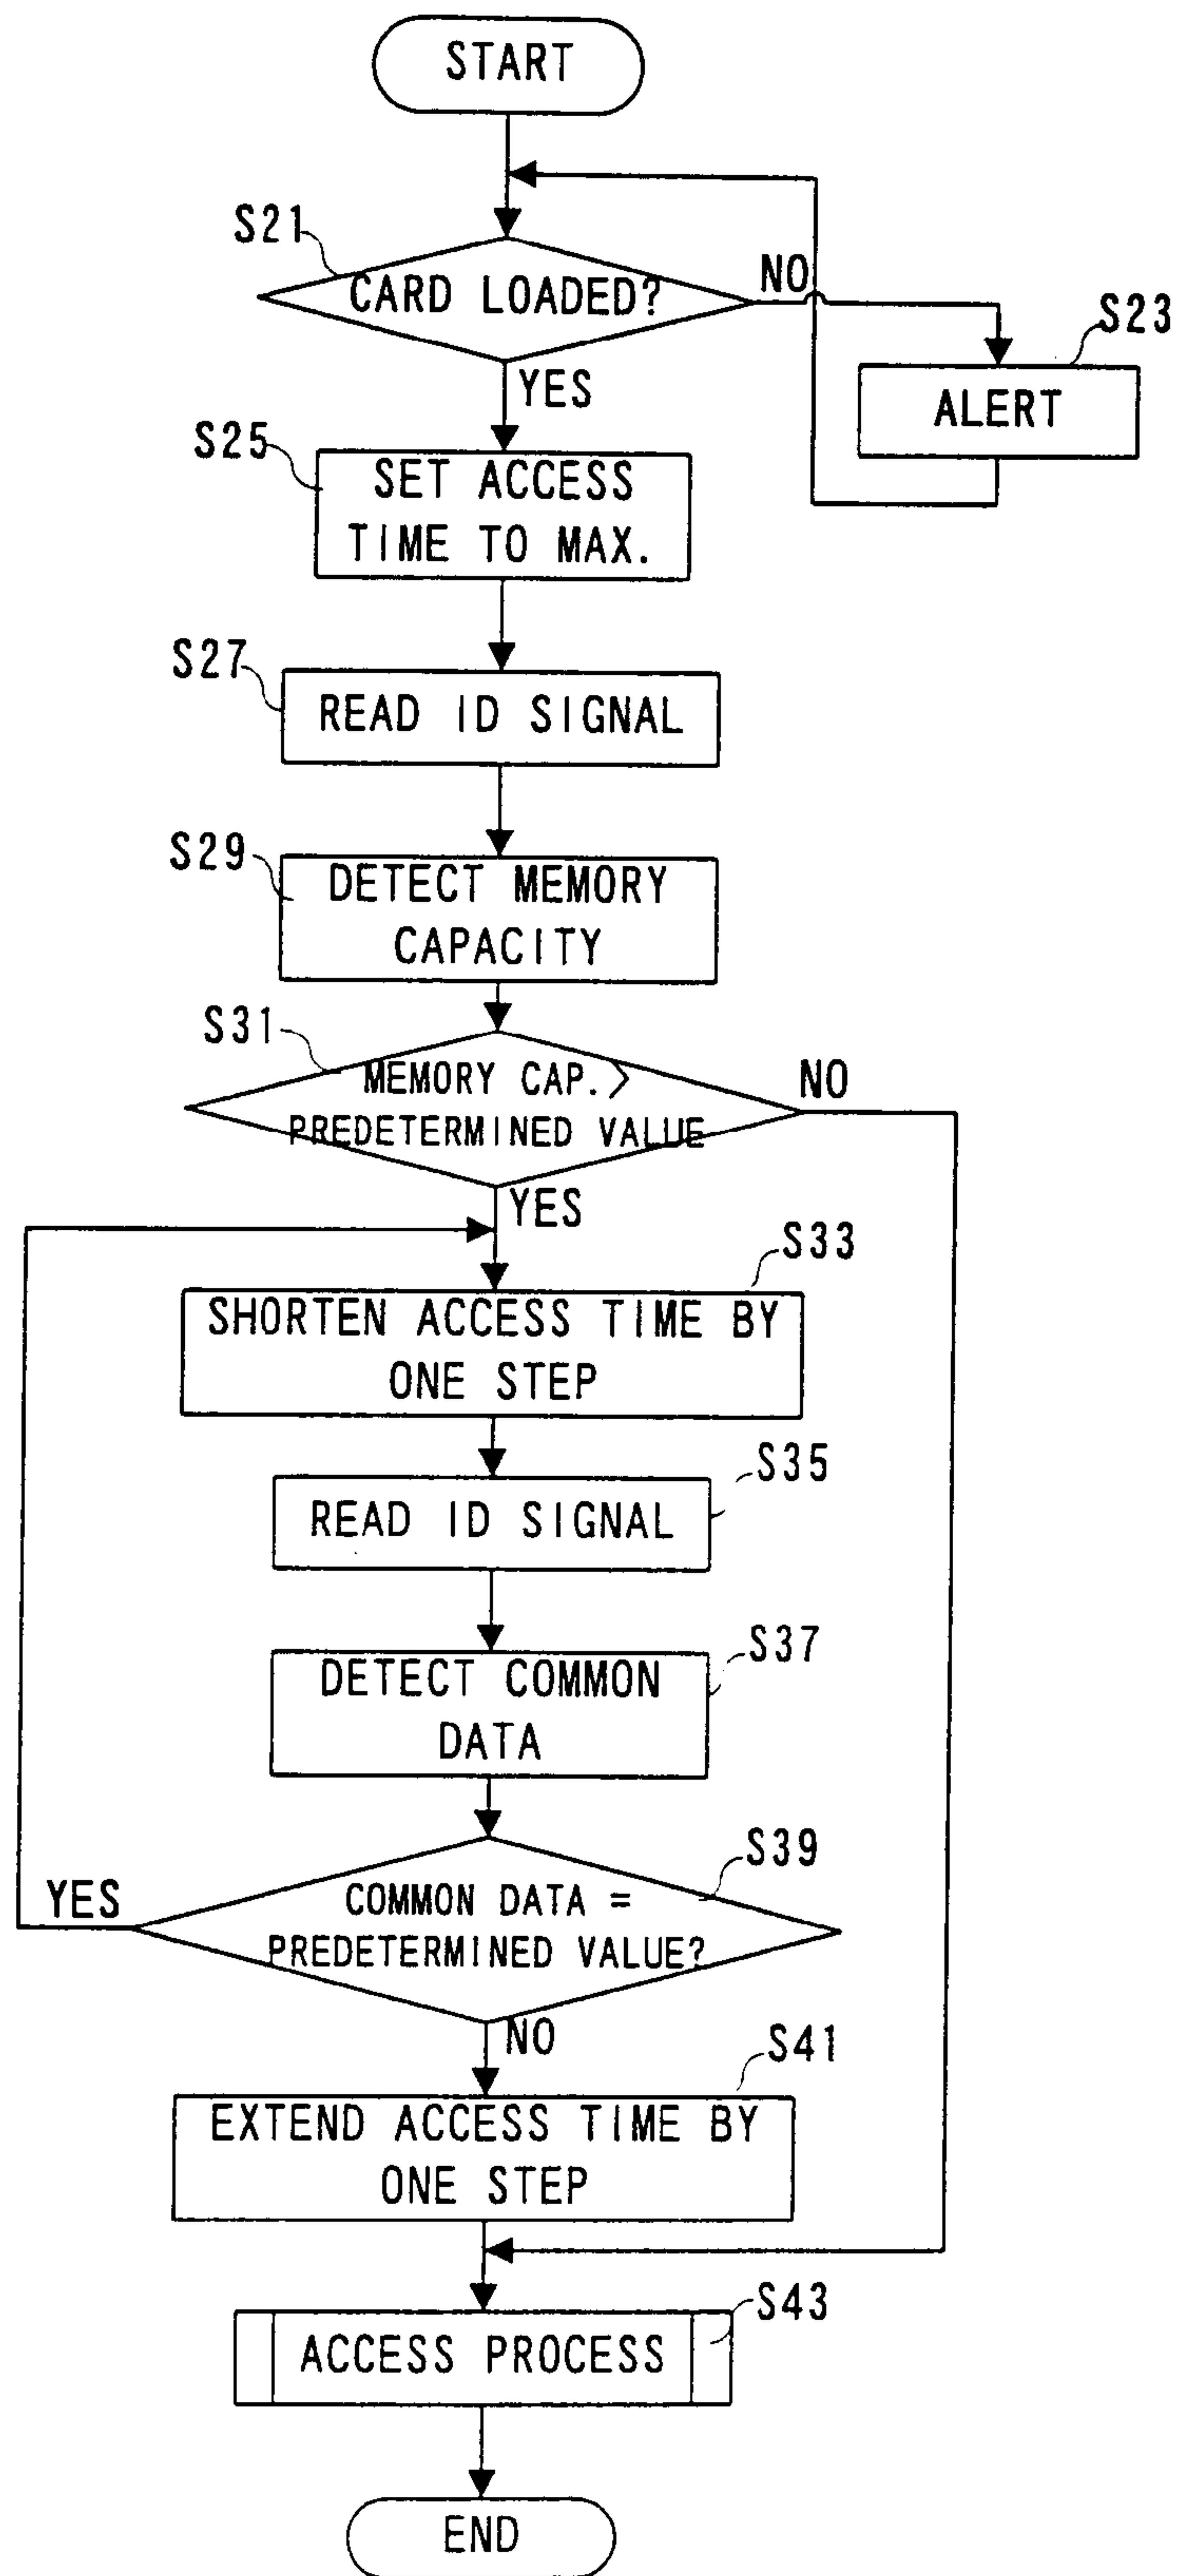 START
S21
CARD LOADED?
NO
S23
ALERT
YES
S25
SET ACCESS
TIME TO MAX.
S27
READ ID SIGNAL
S29
DETECT MEMORY
CAPACITY
S31
MEMORY CAP. >
PREDETERMINED VALUE
NO
YES
S33
SHORTEN ACCESS TIME BY
ONE STEP
S35
READ ID SIGNAL
S37
DETECT COMMON
DATA
S39
YES
COMMON DATA =
PREDETERMINED VALUE?
NO
S41
EXTEND ACCESS TIME BY
ONE STEP
S43
ACCESS PROCESS
END